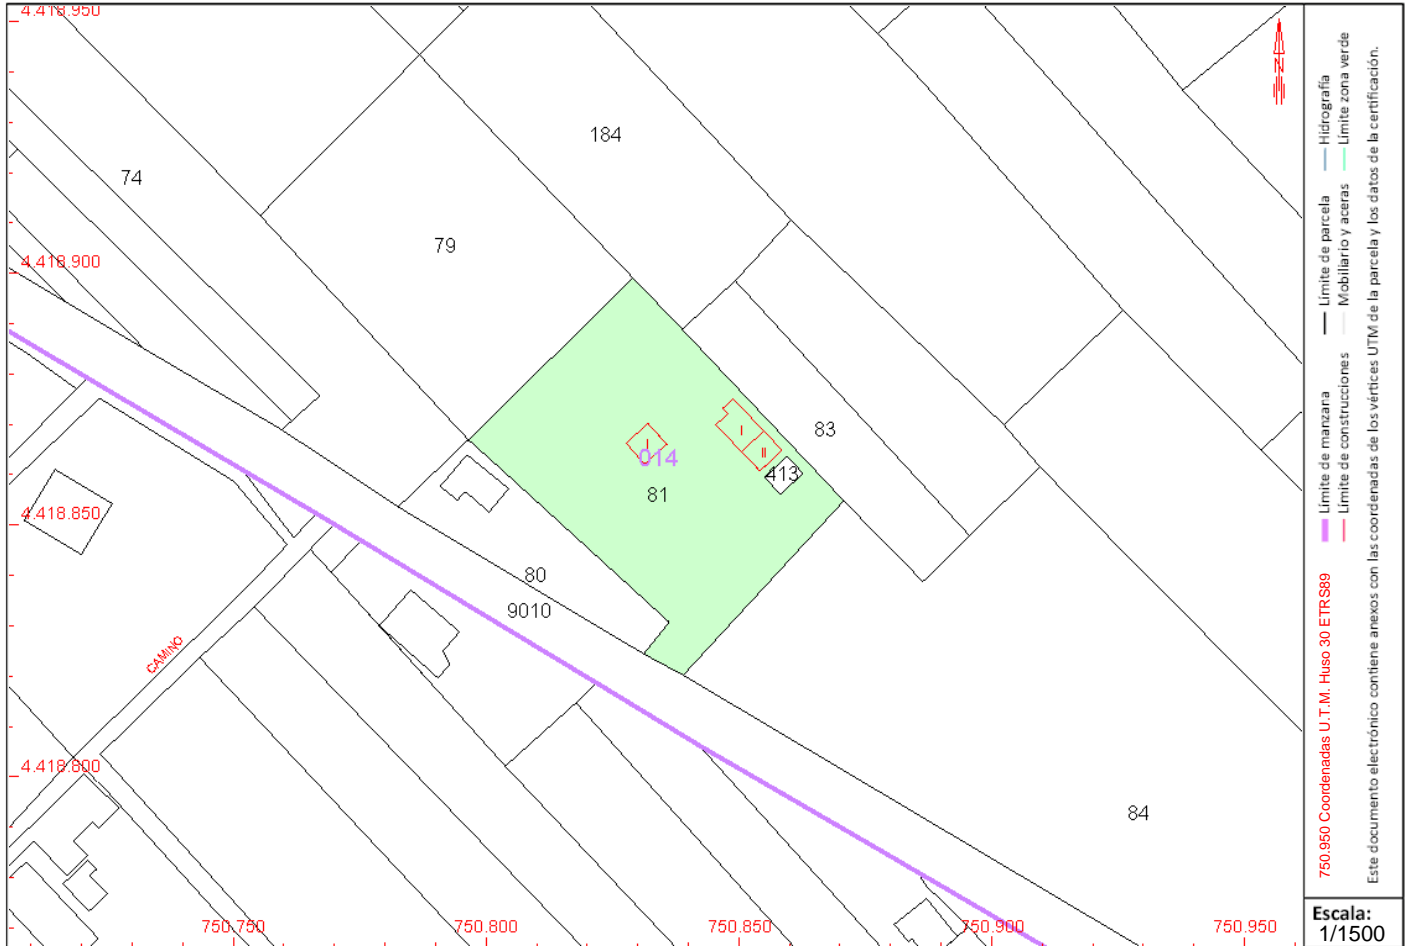 4.418.950
184
74
79
4.418.900
83
014
413
81
4.418.850
80
9010
CAMINO
4.418.800
84
750.750
750.800
750.850
750.900
750.950
I
I
II
N
Límite de manzana
Límite de parcela
Hidrografía
Límite de construcciones
Mobiliario y aceras
Límite zona verde
750.950 Coordenadas U.T.M. Huso 30 ETRS89
Este documento electrónico contiene anexos con las coordenadas de los vértices UTM de la parcela y los datos de la certificación.
Escala:
1/1500